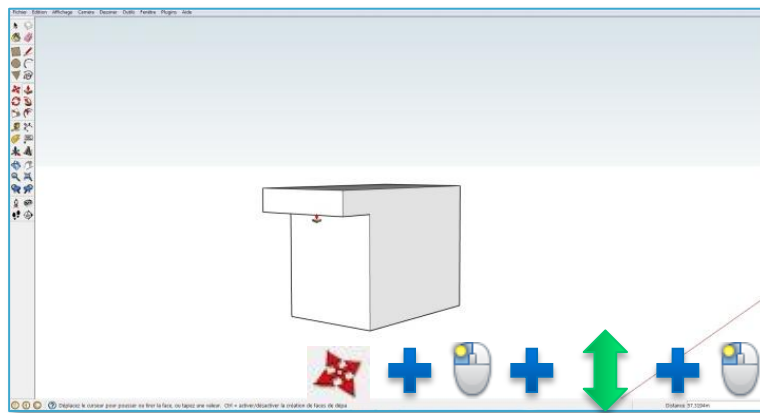 Fichier Edition Affichage Caméra Dessiner Outils Fenêtre Plugins Aide
Déplacez le curseur pour pousser ou tirer la face, ou tapez une valeur. Ctrl = activer/désactiver la création de faces de dépa
Distance